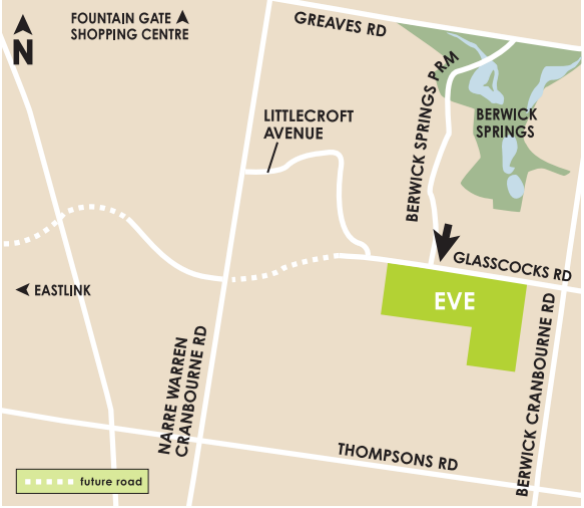 FOUNTAIN GATE
SHOPPING CENTRE
N
GREAVES RD
LITTLECROFT
AVENUE
BERWICK SPRINGS PRM
BERWICK
SPRINGS
GLASSCOCKS RD
EASTLINK
EVE
NARRE WARREN
CRANBOURNE RD
BERWICK CRANBOURNE RD
THOMPSONS RD
future road